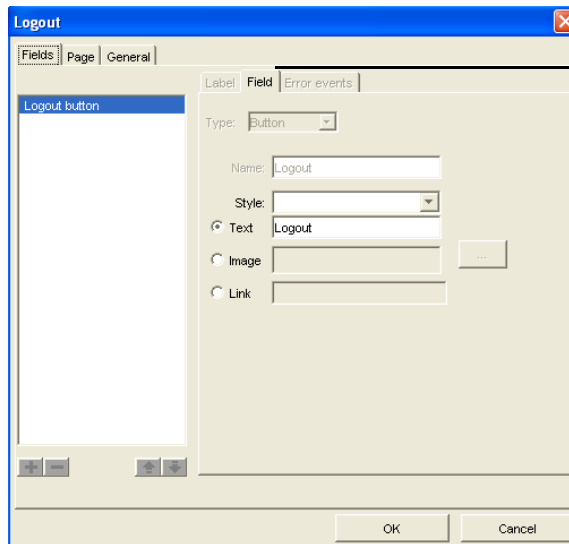 Logout
Fields Page General
Label Field Error events
Logout button
Type: Button
Name: Logout
Style:
Text Logout
Image ...
Link
OK Cancel